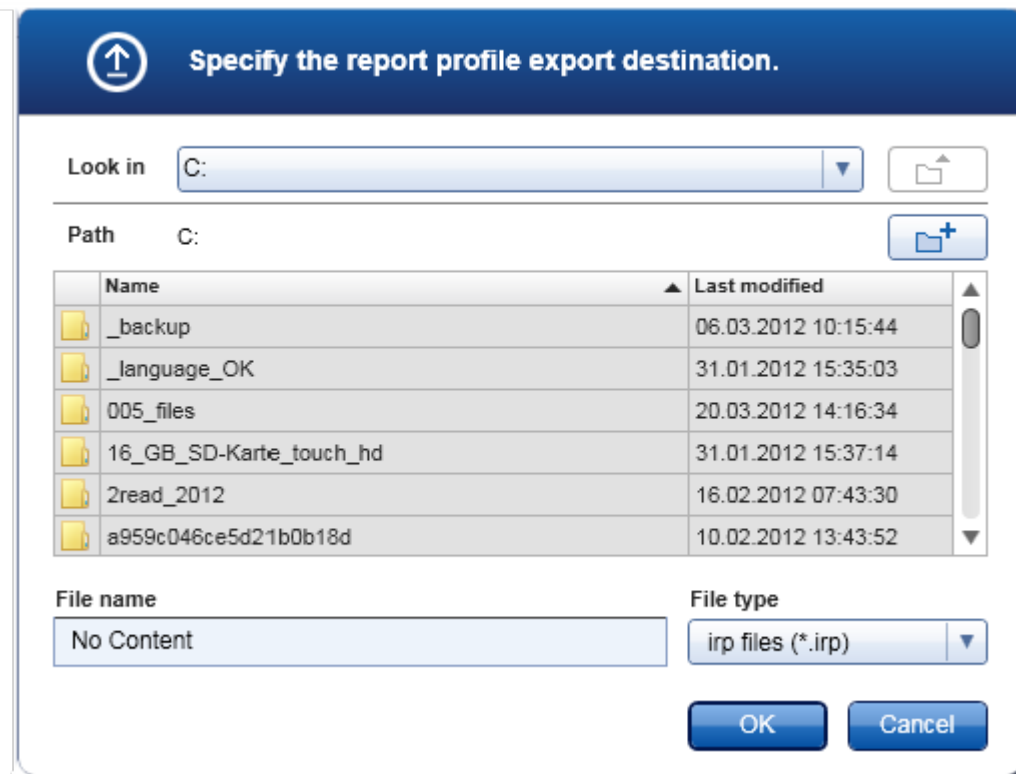 Specify the report profile export destination.
Look in C:
Path C:
Name Last modified
_backup 06.03.2012 10:15:44
_language_OK 31.01.2012 15:35:03
005_files 20.03.2012 14:16:34
16_GB_SD-Karte_touch_hd 31.01.2012 15:37:14
2read_2012 16.02.2012 07:43:30
a959c046ce5d21b0b18d 10.02.2012 13:43:52
File name File type
No Content irp files (*.irp)
OK Cancel